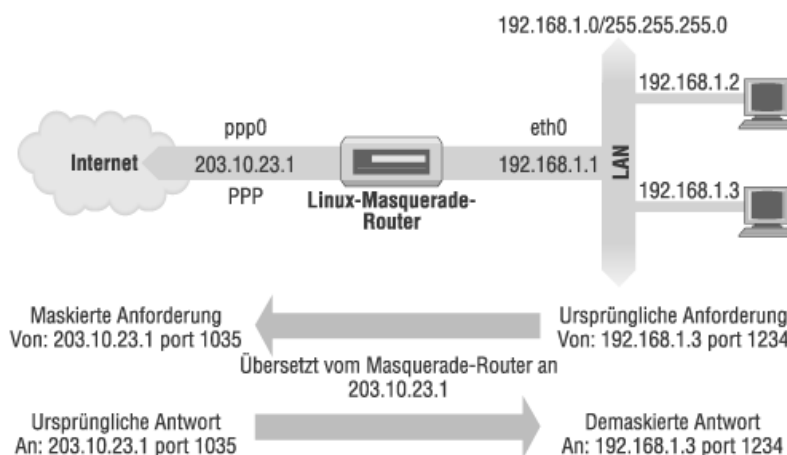 192.168.1.0/255.255.255.0
192.168.1.2
ppp0
eth0
Internet
203.10.23.1
192.168.1.1
LAN
PPP
Linux-Masquerade-
Router
192.168.1.3
Maskierte Anforderung
Von: 203.10.23.1 port 1035
Ursprüngliche Anforderung
Von: 192.168.1.3 port 1234
Übersetzt vom Masquerade-Router an
203.10.23.1
Ursprüngliche Antwort
An: 203.10.23.1 port 1035
Demaskierte Antwort
An: 192.168.1.3 port 1234